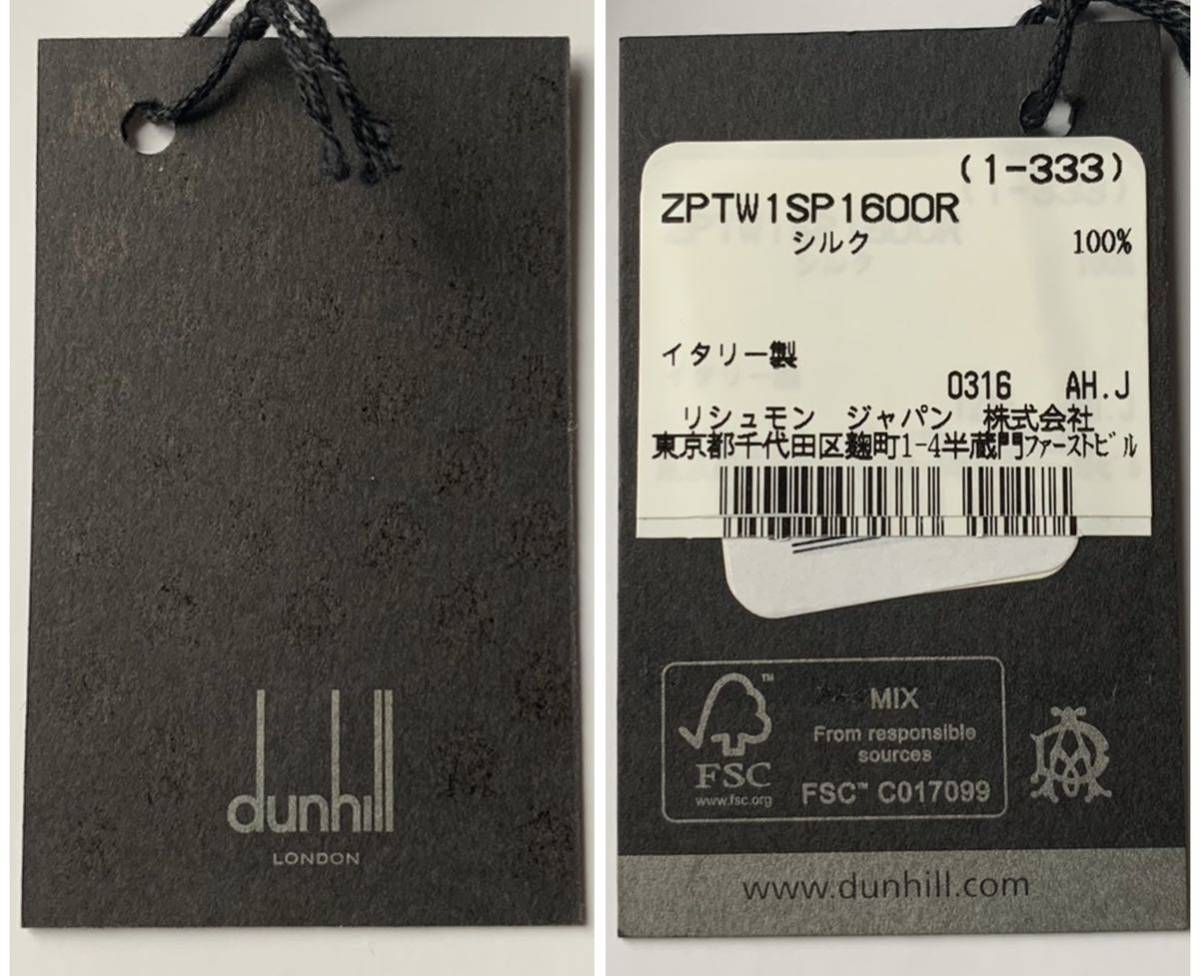 dunhill
LONDON
(1-333)
ZPTW1SP1600R
シルク 100%
イタリー製
0316 AH.J
リシュモン ジャパン 株式会社
東京都千代田区麹町1-4半蔵門ファーストビル
MIX
From responsible
sources
FSC™ C017099
™
FSC
www.fsc.org
www.dunhill.com